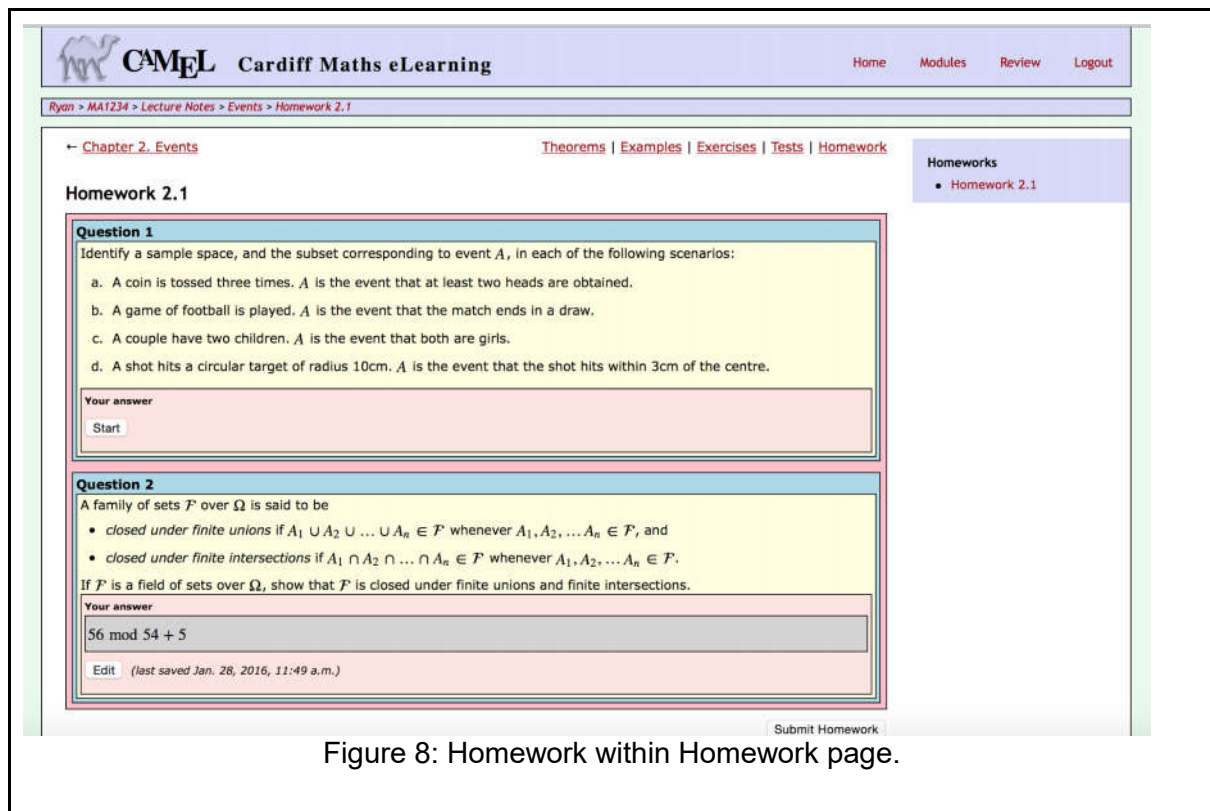 CAMEL Cardiff Maths eLearning
Home Modules Review Logout
Ryan > MA1234 > Lecture Notes > Events > Homework 2.1
← Chapter 2. Events
Theorems | Examples | Exercises | Tests | Homework
Homeworks
• Homework 2.1
Homework 2.1
Question 1
Identify a sample space, and the subset corresponding to event A, in each of the following scenarios:
a. A coin is tossed three times. A is the event that at least two heads are obtained.
b. A game of football is played. A is the event that the match ends in a draw.
c. A couple have two children. A is the event that both are girls.
d. A shot hits a circular target of radius 10cm. A is the event that the shot hits within 3cm of the centre.
Your answer
Start
Question 2
A family of sets ℱ over Ω is said to be
• closed under finite unions if A₁ ∪ A₂ ∪ … ∪ Aₙ ∈ ℱ whenever A₁, A₂, … Aₙ ∈ ℱ, and
• closed under finite intersections if A₁ ∩ A₂ ∩ … ∩ Aₙ ∈ ℱ whenever A₁, A₂, … Aₙ ∈ ℱ.
If ℱ is a field of sets over Ω, show that ℱ is closed under finite unions and finite intersections.
Your answer
56 mod 54 + 5
Edit (last saved Jan. 28, 2016, 11:49 a.m.)
Submit Homework
Figure 8: Homework within Homework page.